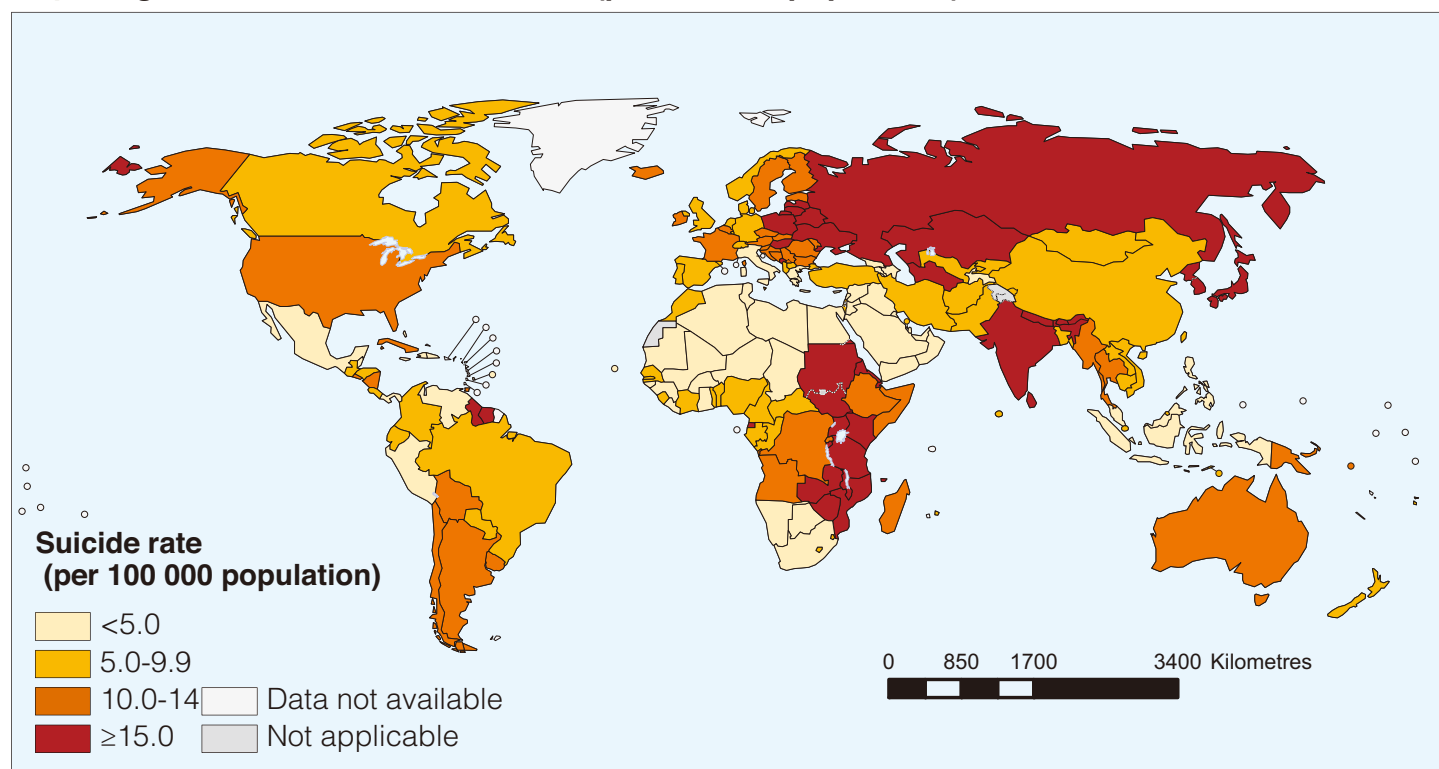 Suicide rate
(per 100 000 population)
<5.0
5.0-9.9
10.0-14
≥15.0
Data not available
Not applicable
0 850 1700 3400 Kilometres